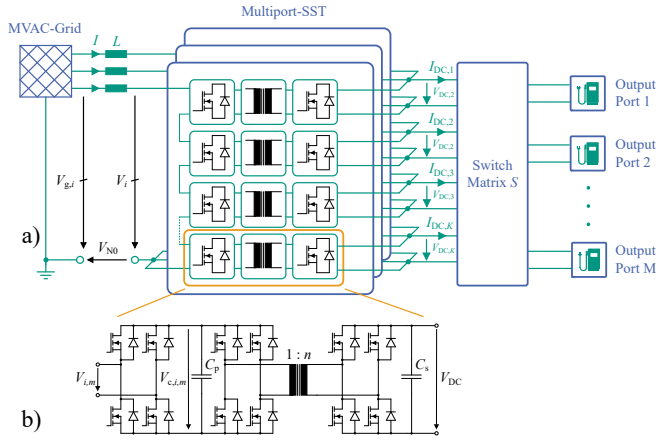 Multiport-SST
MVAC-Grid
I L
I_DC,1
V_DC,2
Output
Port 1
I_DC,2
V_DC,2
Output
Port 2
V_g,i
V_i
I_DC,3
V_DC,3
Switch
Matrix S
a)
V_N0
I_DC,K
V_DC,K
Output
Port M
1 : n
V_i,m
V_c,i,m
C_p
C_s
V_DC
b)